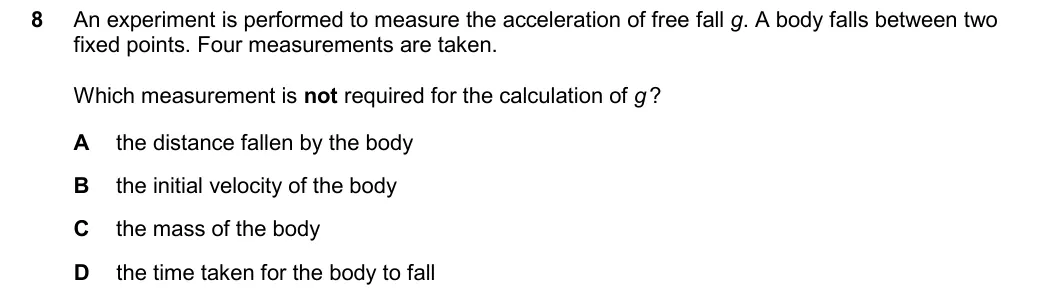 8 An experiment is performed to measure the acceleration of free fall g. A body falls between two
fixed points. Four measurements are taken.
Which measurement is not required for the calculation of g?
A the distance fallen by the body
B the initial velocity of the body
C the mass of the body
D the time taken for the body to fall